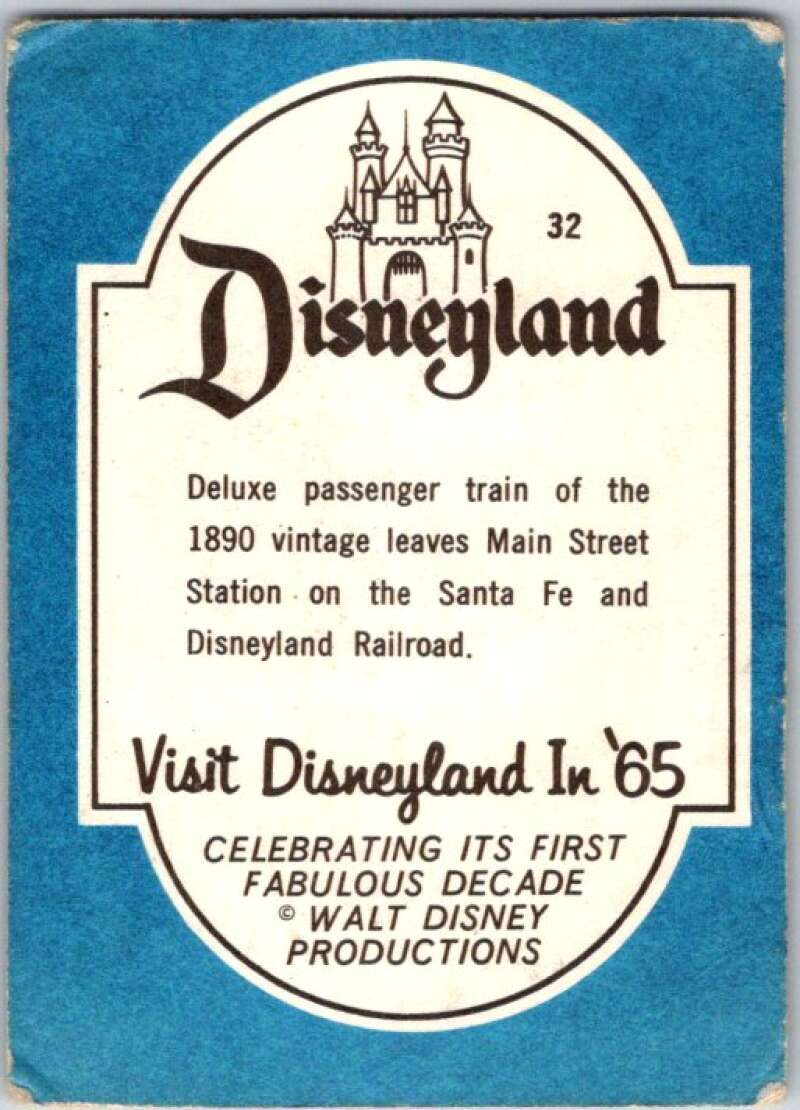 32
Disneyland
Deluxe passenger train of the
1890 vintage leaves Main Street
Station on the Santa Fe and
Disneyland Railroad.
Visit Disneyland In '65
CELEBRATING ITS FIRST
FABULOUS DECADE
© WALT DISNEY
PRODUCTIONS